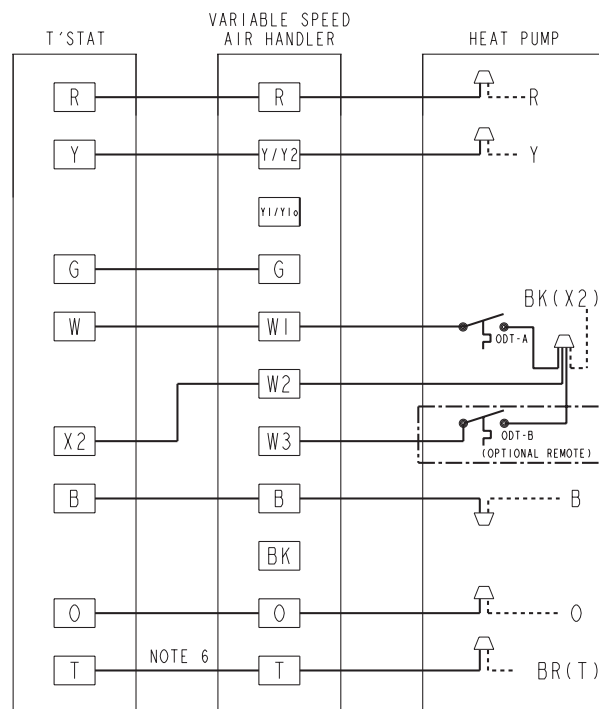 VARIABLE SPEED
T'STAT AIR HANDLER HEAT PUMP
R R R
Y Y/Y2 Y
Y1/Y1o
G G
BK(X2)
W W1
ODT-A
W2
X2 W3
ODT-B
(OPTIONAL REMOTE)
B B B
BK
O O O
NOTE 6
T T BR(T)